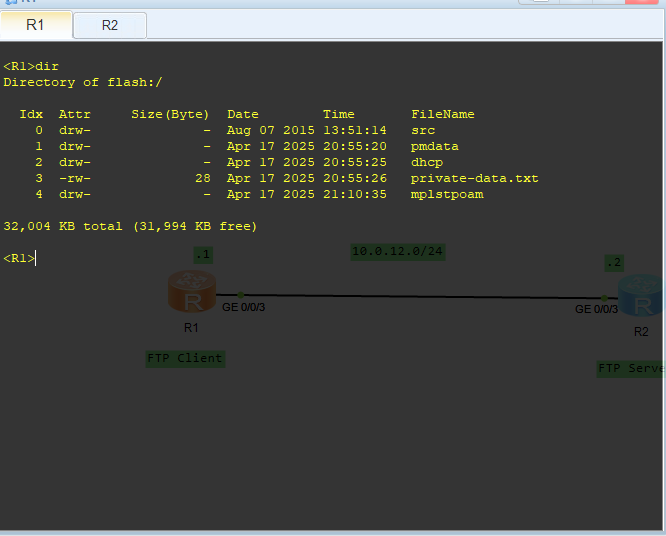 R1
R2
<R1>dir
Directory of flash:/
Idx  Attr     Size(Byte)  Date        Time       FileName
0  drw-              -  Aug 07 2015 13:51:14   src
1  drw-              -  Apr 17 2025 20:55:20   pmdata
2  drw-              -  Apr 17 2025 20:55:25   dhcp
3  -rw-             28  Apr 17 2025 20:55:26   private-data.txt
4  drw-              -  Apr 17 2025 21:10:35   mplstpoam
32,004 KB total (31,994 KB free)
<R1>
.1
10.0.12.0/24
.2
GE 0/0/3
GE 0/0/3
R1
R2
FTP Client
FTP Serve